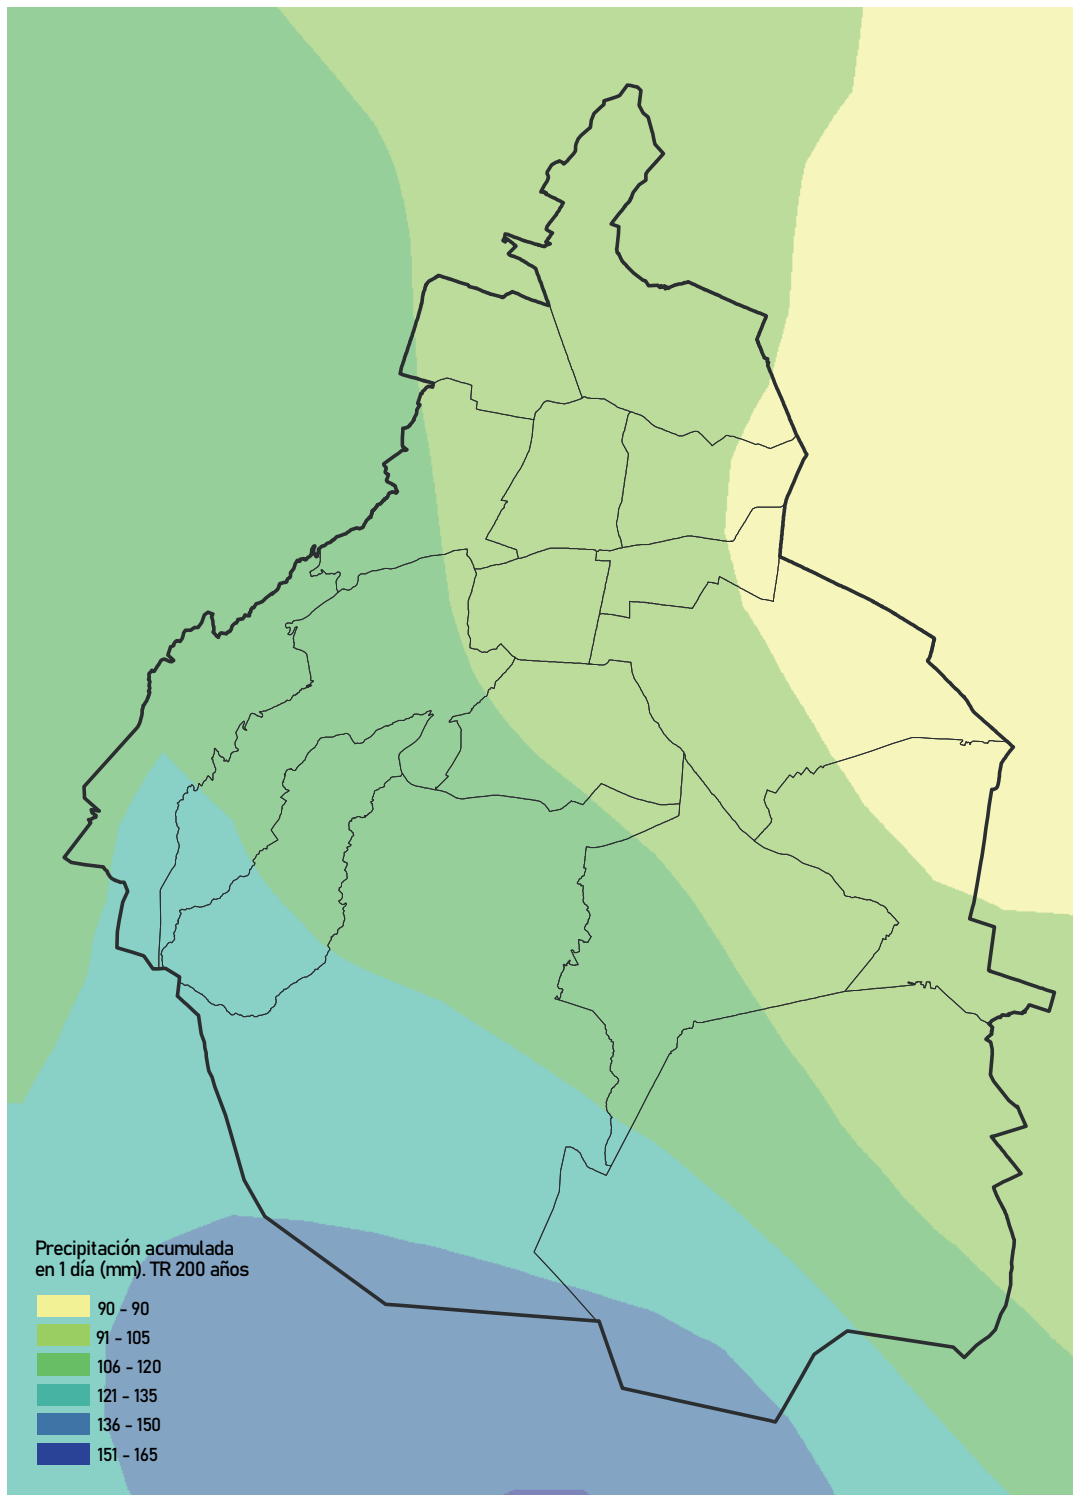 Precipitación acumulada
en 1 día (mm). TR 200 años
90 - 90
91 - 105
106 - 120
121 - 135
136 - 150
151 - 165